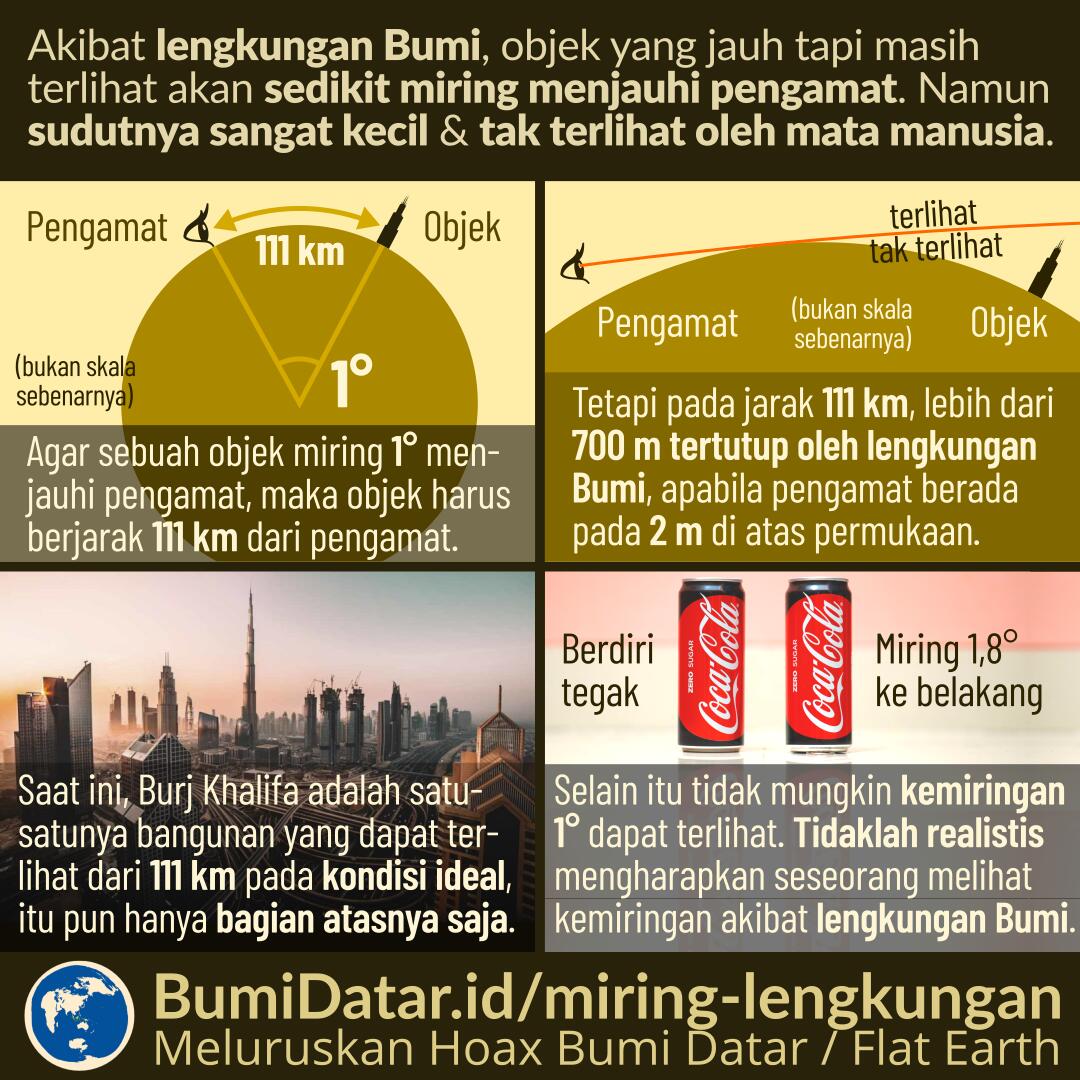 Akibat lengkungan Bumi, objek yang jauh tapi masih
terlihat akan sedikit miring menjauhi pengamat. Namun
sudutnya sangat kecil & tak terlihat oleh mata manusia.
Pengamat
Objek
111 km
1°
(bukan skala
sebenarnya)
Agar sebuah objek miring 1° men-
jauhi pengamat, maka objek harus
berjarak 111 km dari pengamat.
terlihat
tak terlihat
Pengamat
(bukan skala
sebenarnya)
Objek
Tetapi pada jarak 111 km, lebih dari
700 m tertutup oleh lengkungan
Bumi, apabila pengamat berada
pada 2 m di atas permukaan.
Saat ini, Burj Khalifa adalah satu-
satunya bangunan yang dapat ter-
lihat dari 111 km pada kondisi ideal,
itu pun hanya bagian atasnya saja.
Berdiri
tegak
ZERO SUGAR
Coca-Cola
ZERO SUGAR
Coca-Cola
Miring 1,8°
ke belakang
Selain itu tidak mungkin kemiringan
1° dapat terlihat. Tidaklah realistis
mengharapkan seseorang melihat
kemiringan akibat lengkungan Bumi.
BumiDatar.id/miring-lengkungan
Meluruskan Hoax Bumi Datar / Flat Earth